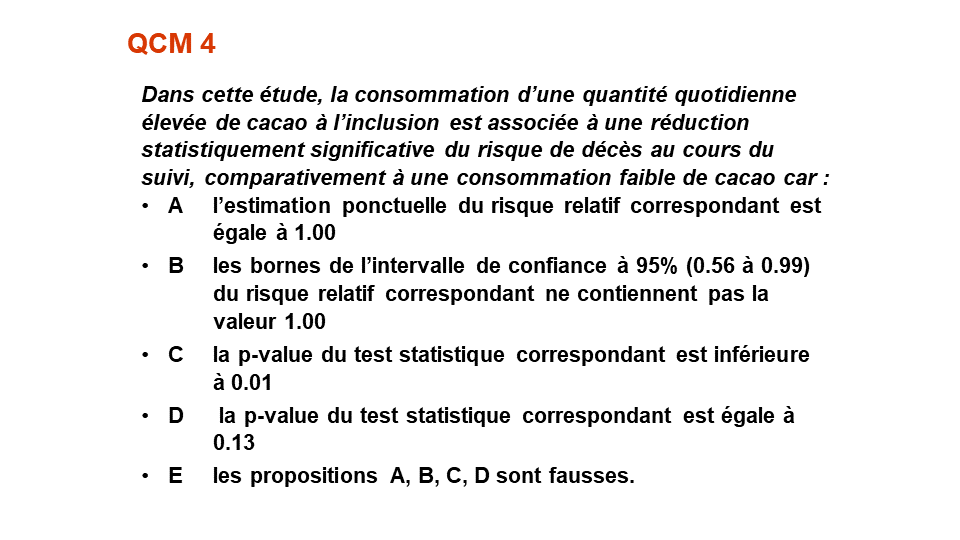 QCM 4
Dans cette étude, la consommation d’une quantité quotidienne
élevée de cacao à l’inclusion est associée à une réduction
statistiquement significative du risque de décès au cours du
suivi, comparativement à une consommation faible de cacao car :
• A l’estimation ponctuelle du risque relatif correspondant est
égale à 1.00
• B les bornes de l’intervalle de confiance à 95% (0.56 à 0.99)
du risque relatif correspondant ne contiennent pas la
valeur 1.00
• C la p-value du test statistique correspondant est inférieure
à 0.01
• D la p-value du test statistique correspondant est égale à
0.13
• E les propositions A, B, C, D sont fausses.